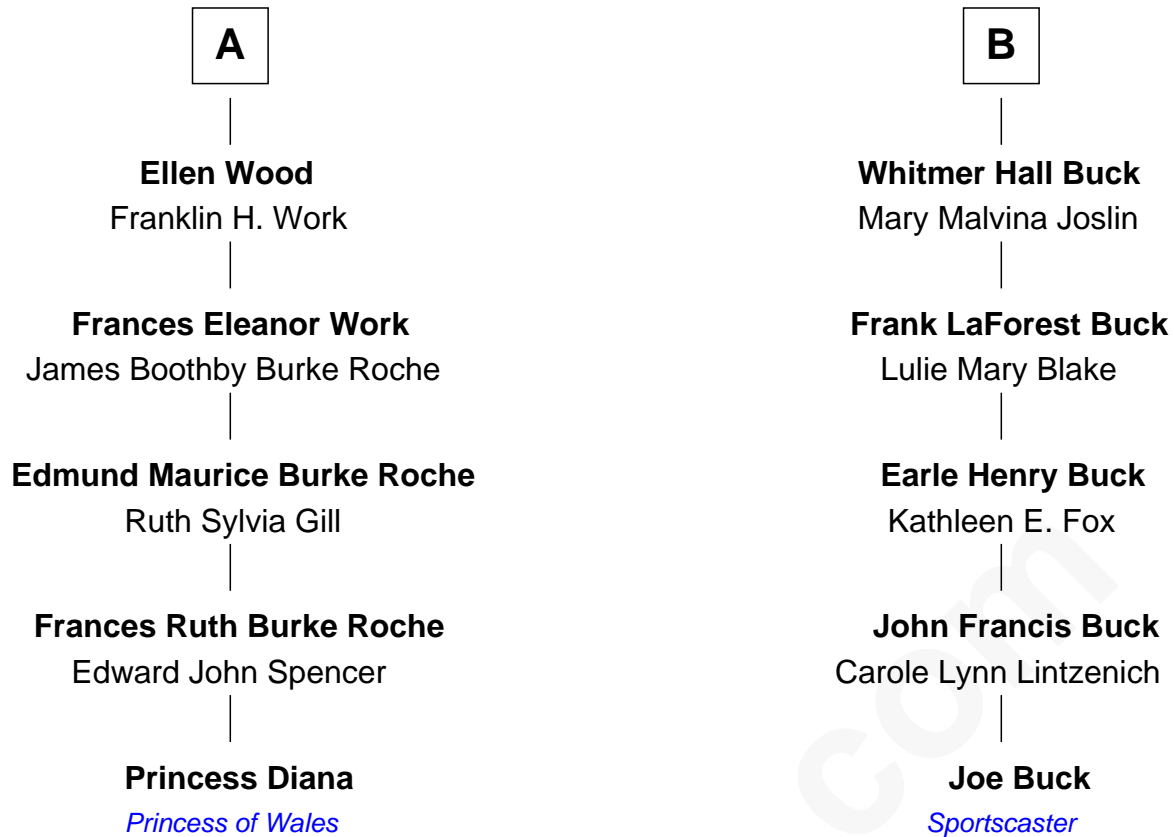 A
Ellen Wood
Franklin H. Work
Frances Eleanor Work
James Boothby Burke Roche
Edmund Maurice Burke Roche
Ruth Sylvia Gill
Frances Ruth Burke Roche
Edward John Spencer
Princess Diana
Princess of Wales
B
Whitmer Hall Buck
Mary Malvina Joslin
Frank LaForest Buck
Lulie Mary Blake
Earle Henry Buck
Kathleen E. Fox
John Francis Buck
Carole Lynn Lintzenich
Joe Buck
Sportscaster
com